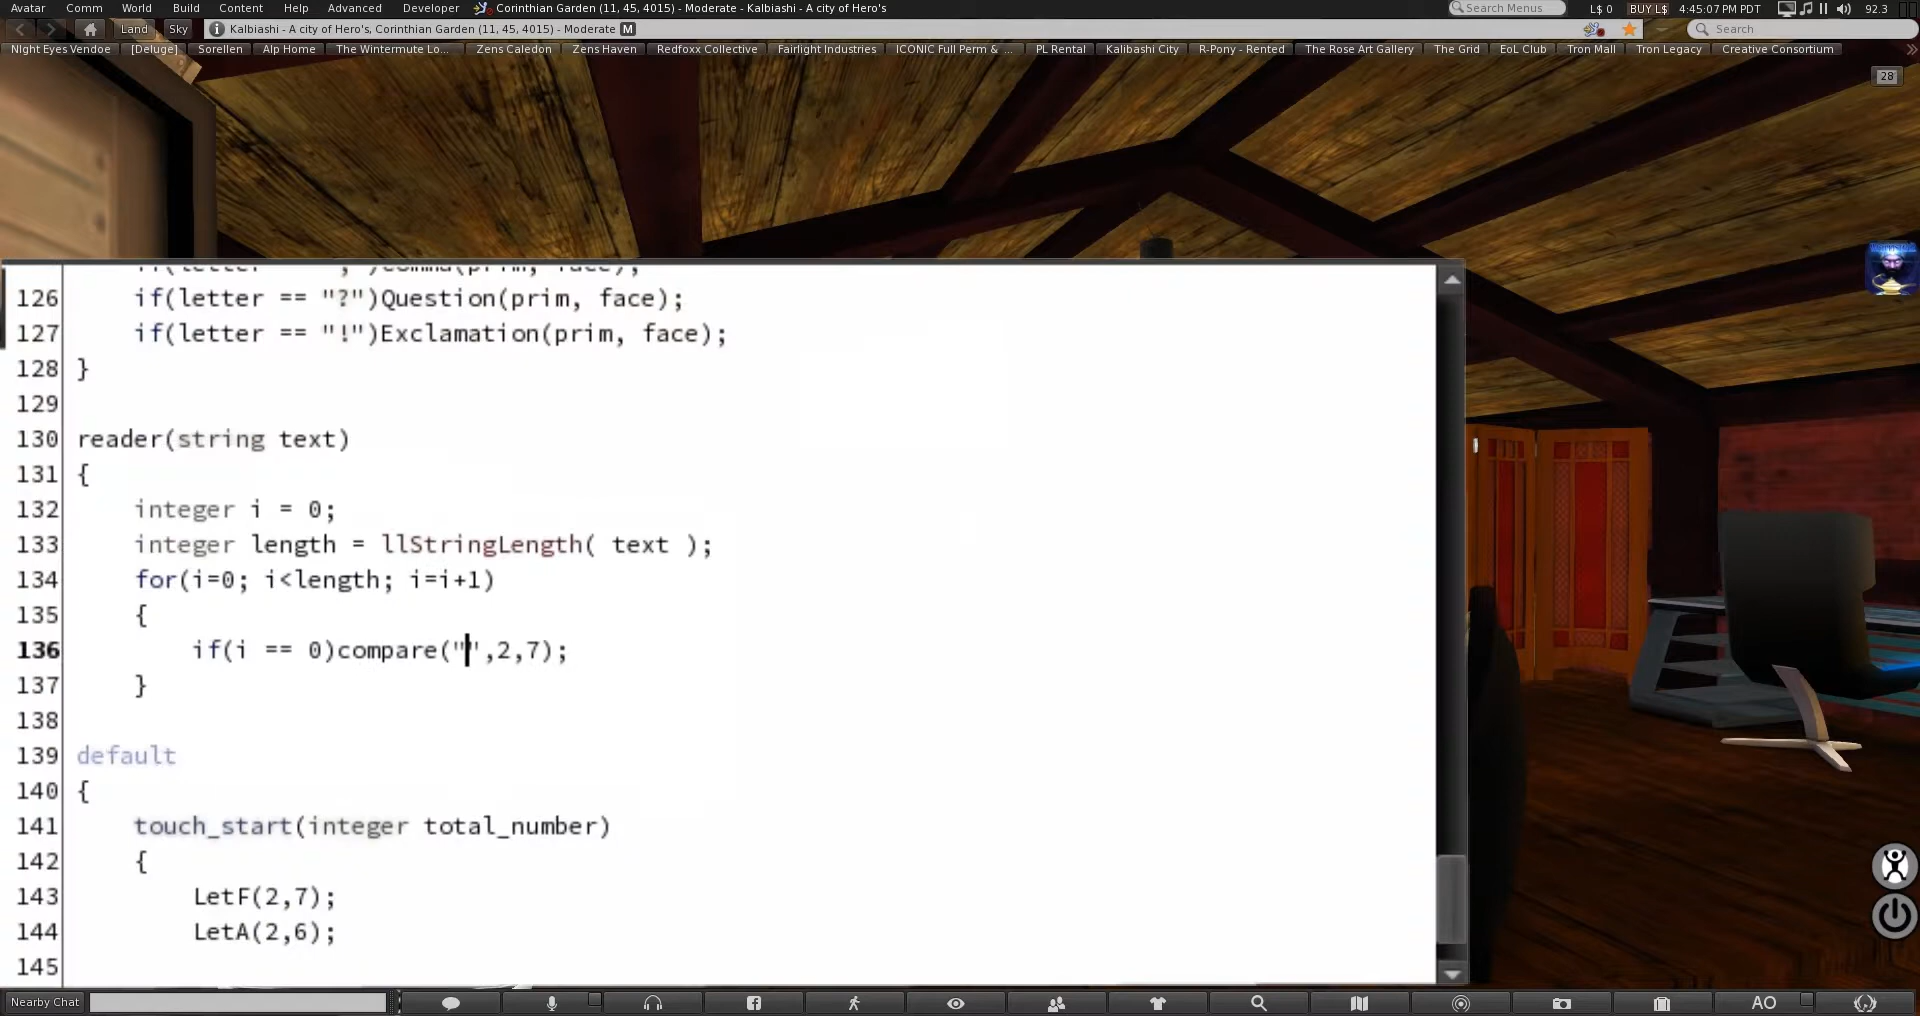 Avatar Comm World Build Content Help Advanced Developer Corinthian Garden (11, 45, 4015) - Moderate - Kalbiashi - A city of Hero's Search Menus L$ 0 BUY L$ 4:45:07 PM PDT 92.3
Land Sky Kalbiashi - A city of Hero's, Corinthian Garden (11, 45, 4015) - Moderate M Search
NIght Eyes Vendoe [Deluge] Sorellen Alp Home The Wintermute Lo... Zens Caledon Zens Haven Redfoxx Collective Fairlight Industries ICONIC Full Perm & ... PL Rental Kalibashi City R-Pony - Rented The Rose Art Gallery The Grid EoL Club Tron Mall Tron Legacy Creative Consortium
28
126 if(letter == "?")Question(prim, face);
127 if(letter == "!")Exclamation(prim, face);
128 }
129
130 reader(string text)
131 {
132 integer i = 0;
133 integer length = llStringLength( text );
134 for(i=0; i<length; i=i+1)
135 {
136 if(i == 0)compare("",2,7);
137 }
138
139 default
140 {
141 touch_start(integer total_number)
142 {
143 LetF(2,7);
144 LetA(2,6);
145
Nearby Chat AO